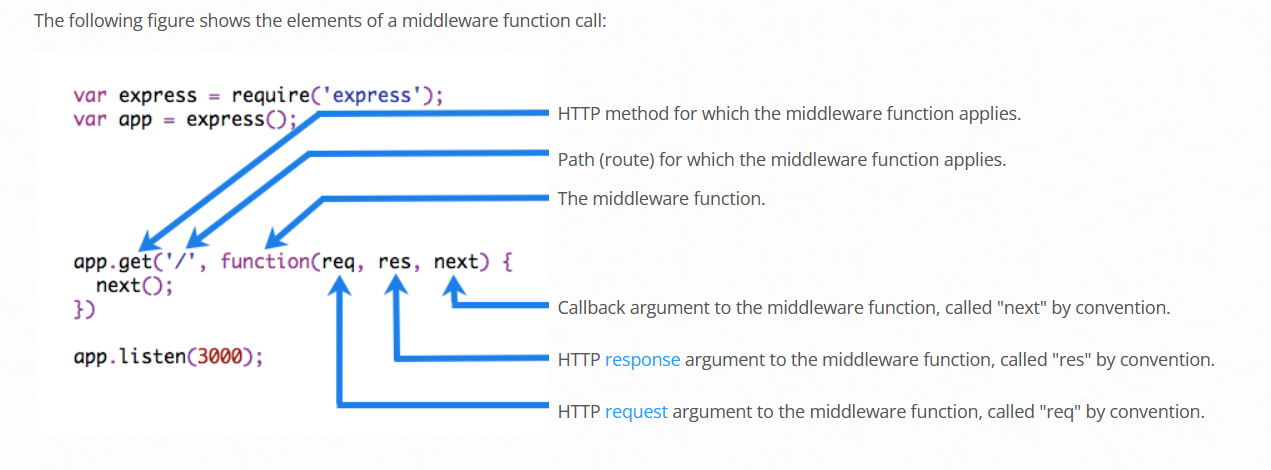 The following figure shows the elements of a middleware function call:
var express = require('express');
var app = express();
HTTP method for which the middleware function applies.
Path (route) for which the middleware function applies.
The middleware function.
app.get('/', function(req, res, next) {
next();
})
app.listen(3000);
Callback argument to the middleware function, called "next" by convention.
HTTP response argument to the middleware function, called "res" by convention.
HTTP request argument to the middleware function, called "req" by convention.